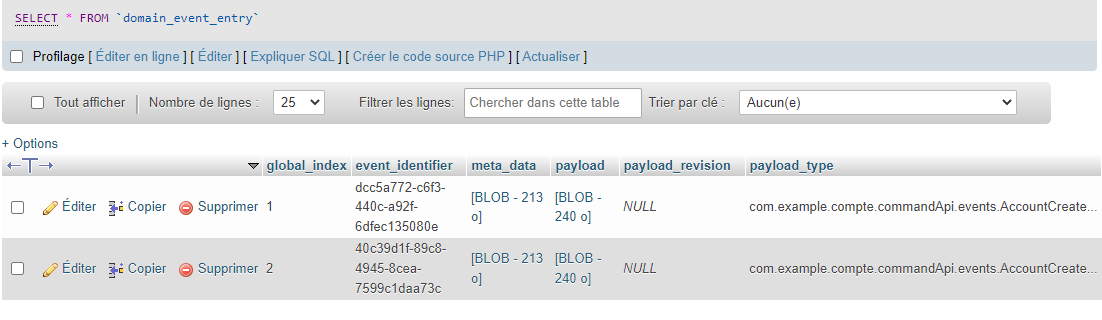 SELECT * FROM `domain_event_entry`
Profilage [ Éditer en ligne ] [ Éditer ] [ Expliquer SQL ] [ Créer le code source PHP ] [ Actualiser ]
Tout afficher Nombre de lignes : 25 Filtrer les lignes: Chercher dans cette table Trier par clé : Aucun(e)
+ Options
global_index event_identifier meta_data payload payload_revision payload_type
Éditer Copier Supprimer 1 dcc5a772-c6f3-440c-a92f-6dfec135080e [BLOB - 213 o] [BLOB - 240 o] NULL com.example.compte.commandApi.events.AccountCreate...
Éditer Copier Supprimer 2 40c39d1f-89c8-4945-8cea-7599c1daa73c [BLOB - 213 o] [BLOB - 240 o] NULL com.example.compte.commandApi.events.AccountCreate...